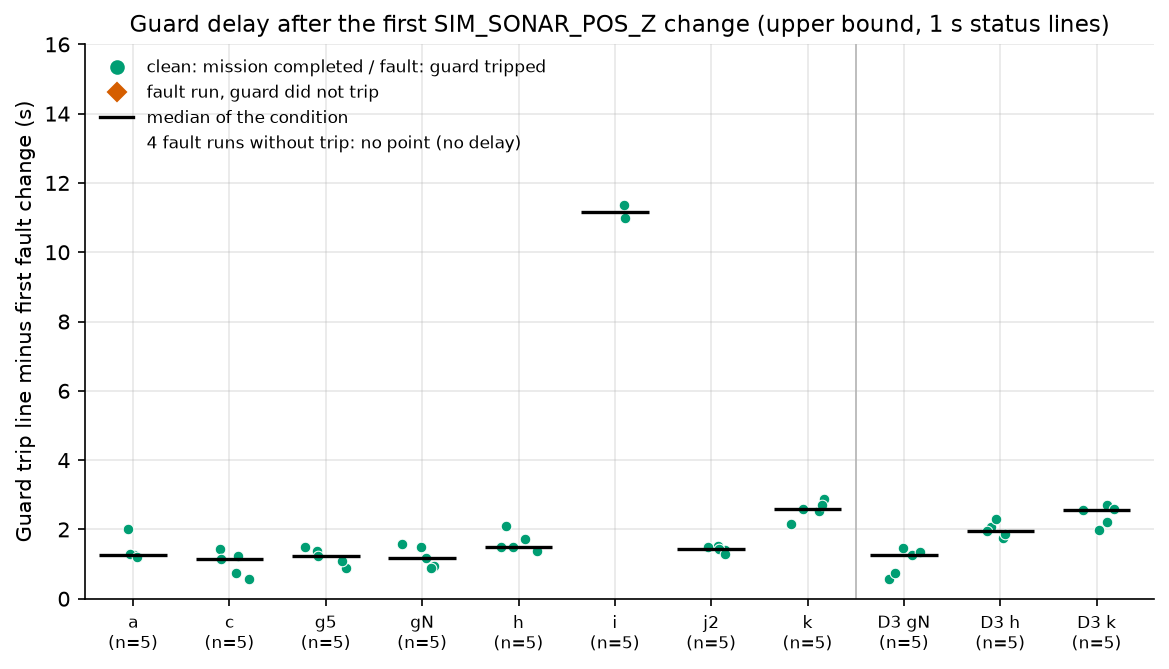 Guard delay after the first SIM_SONAR_POS_Z change (upper bound, 1 s status lines)
Guard trip line minus first fault change (s)
16
14
12
10
8
6
4
2
0
clean: mission completed / fault: guard tripped
fault run, guard did not trip
median of the condition
4 fault runs without trip: no point (no delay)
a c g5 gN h i j2 k D3 gN D3 h D3 k
(n=5) (n=5) (n=5) (n=5) (n=5) (n=5) (n=5) (n=5) (n=5) (n=5) (n=5)